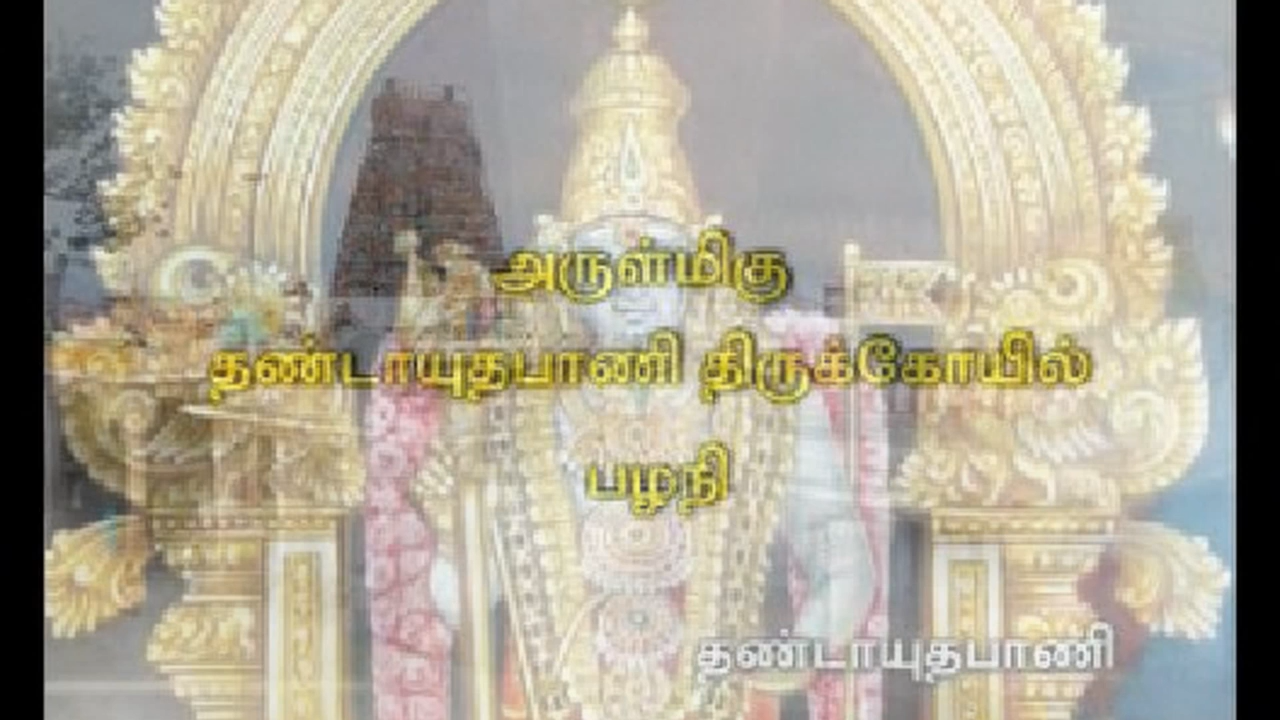 அருள்மிகு
தண்டாயுதபாணி திருக்கோயில்
பழநி
தண்டாயுதபாணி